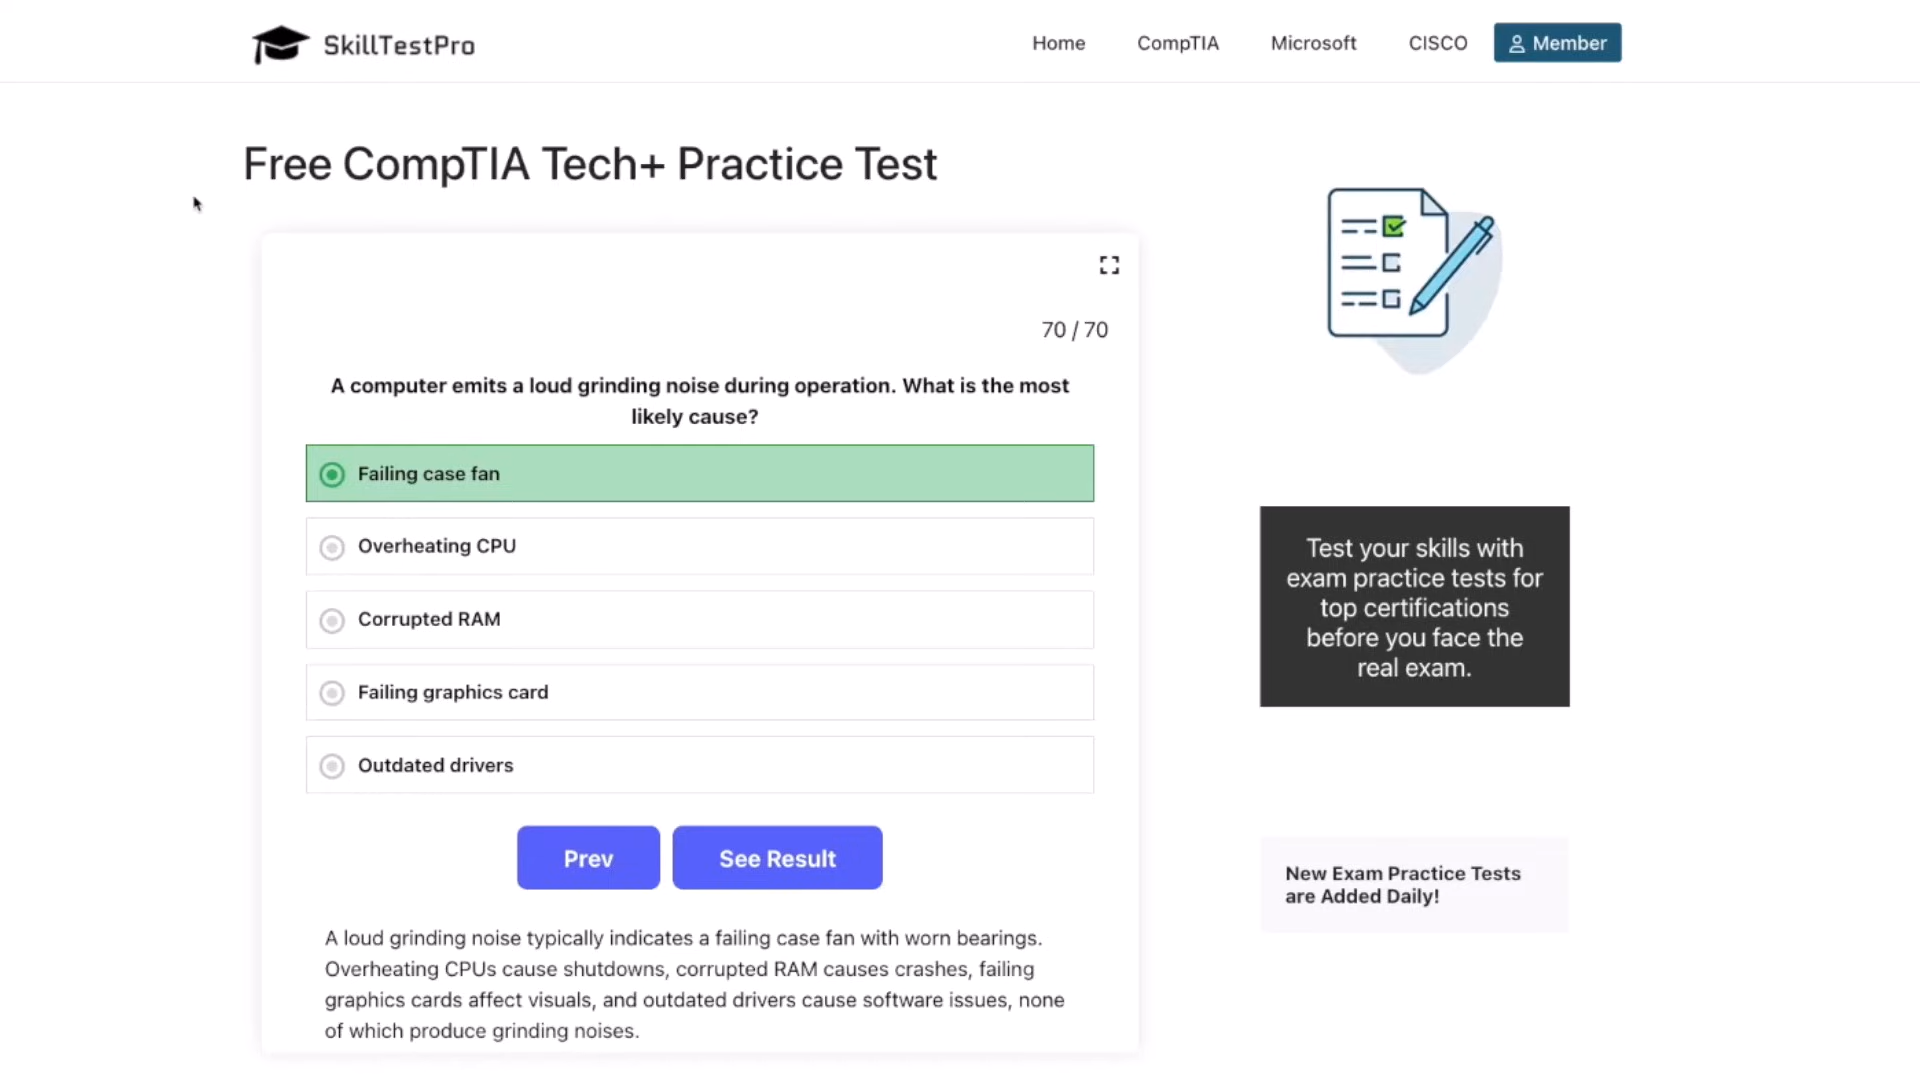 SkillTestPro
Home CompTIA Microsoft CISCO Member
Free CompTIA Tech+ Practice Test
70 / 70
A computer emits a loud grinding noise during operation. What is the most
likely cause?
Failing case fan
Overheating CPU
Corrupted RAM
Failing graphics card
Outdated drivers
Prev See Result
A loud grinding noise typically indicates a failing case fan with worn bearings.
Overheating CPUs cause shutdowns, corrupted RAM causes crashes, failing
graphics cards affect visuals, and outdated drivers cause software issues, none
of which produce grinding noises.
Test your skills with
exam practice tests for
top certifications
before you face the
real exam.
New Exam Practice Tests
are Added Daily!